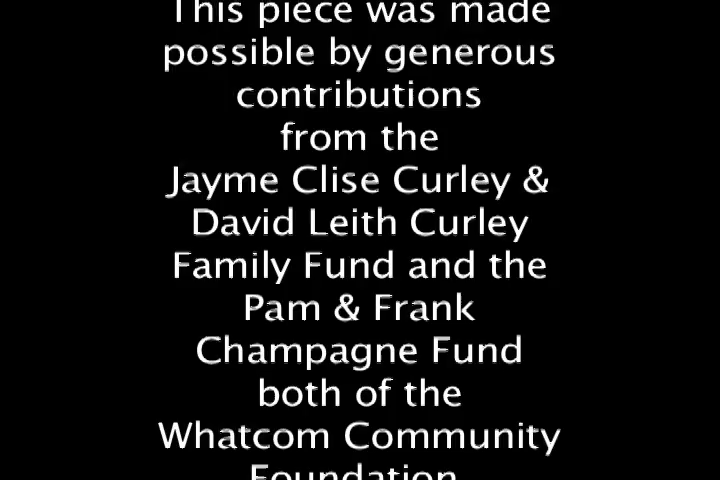 This piece was made
possible by generous
contributions
from the
Jayme Clise Curley &
David Leith Curley
Family Fund and the
Pam & Frank
Champagne Fund
both of the
Whatcom Community
Foundation